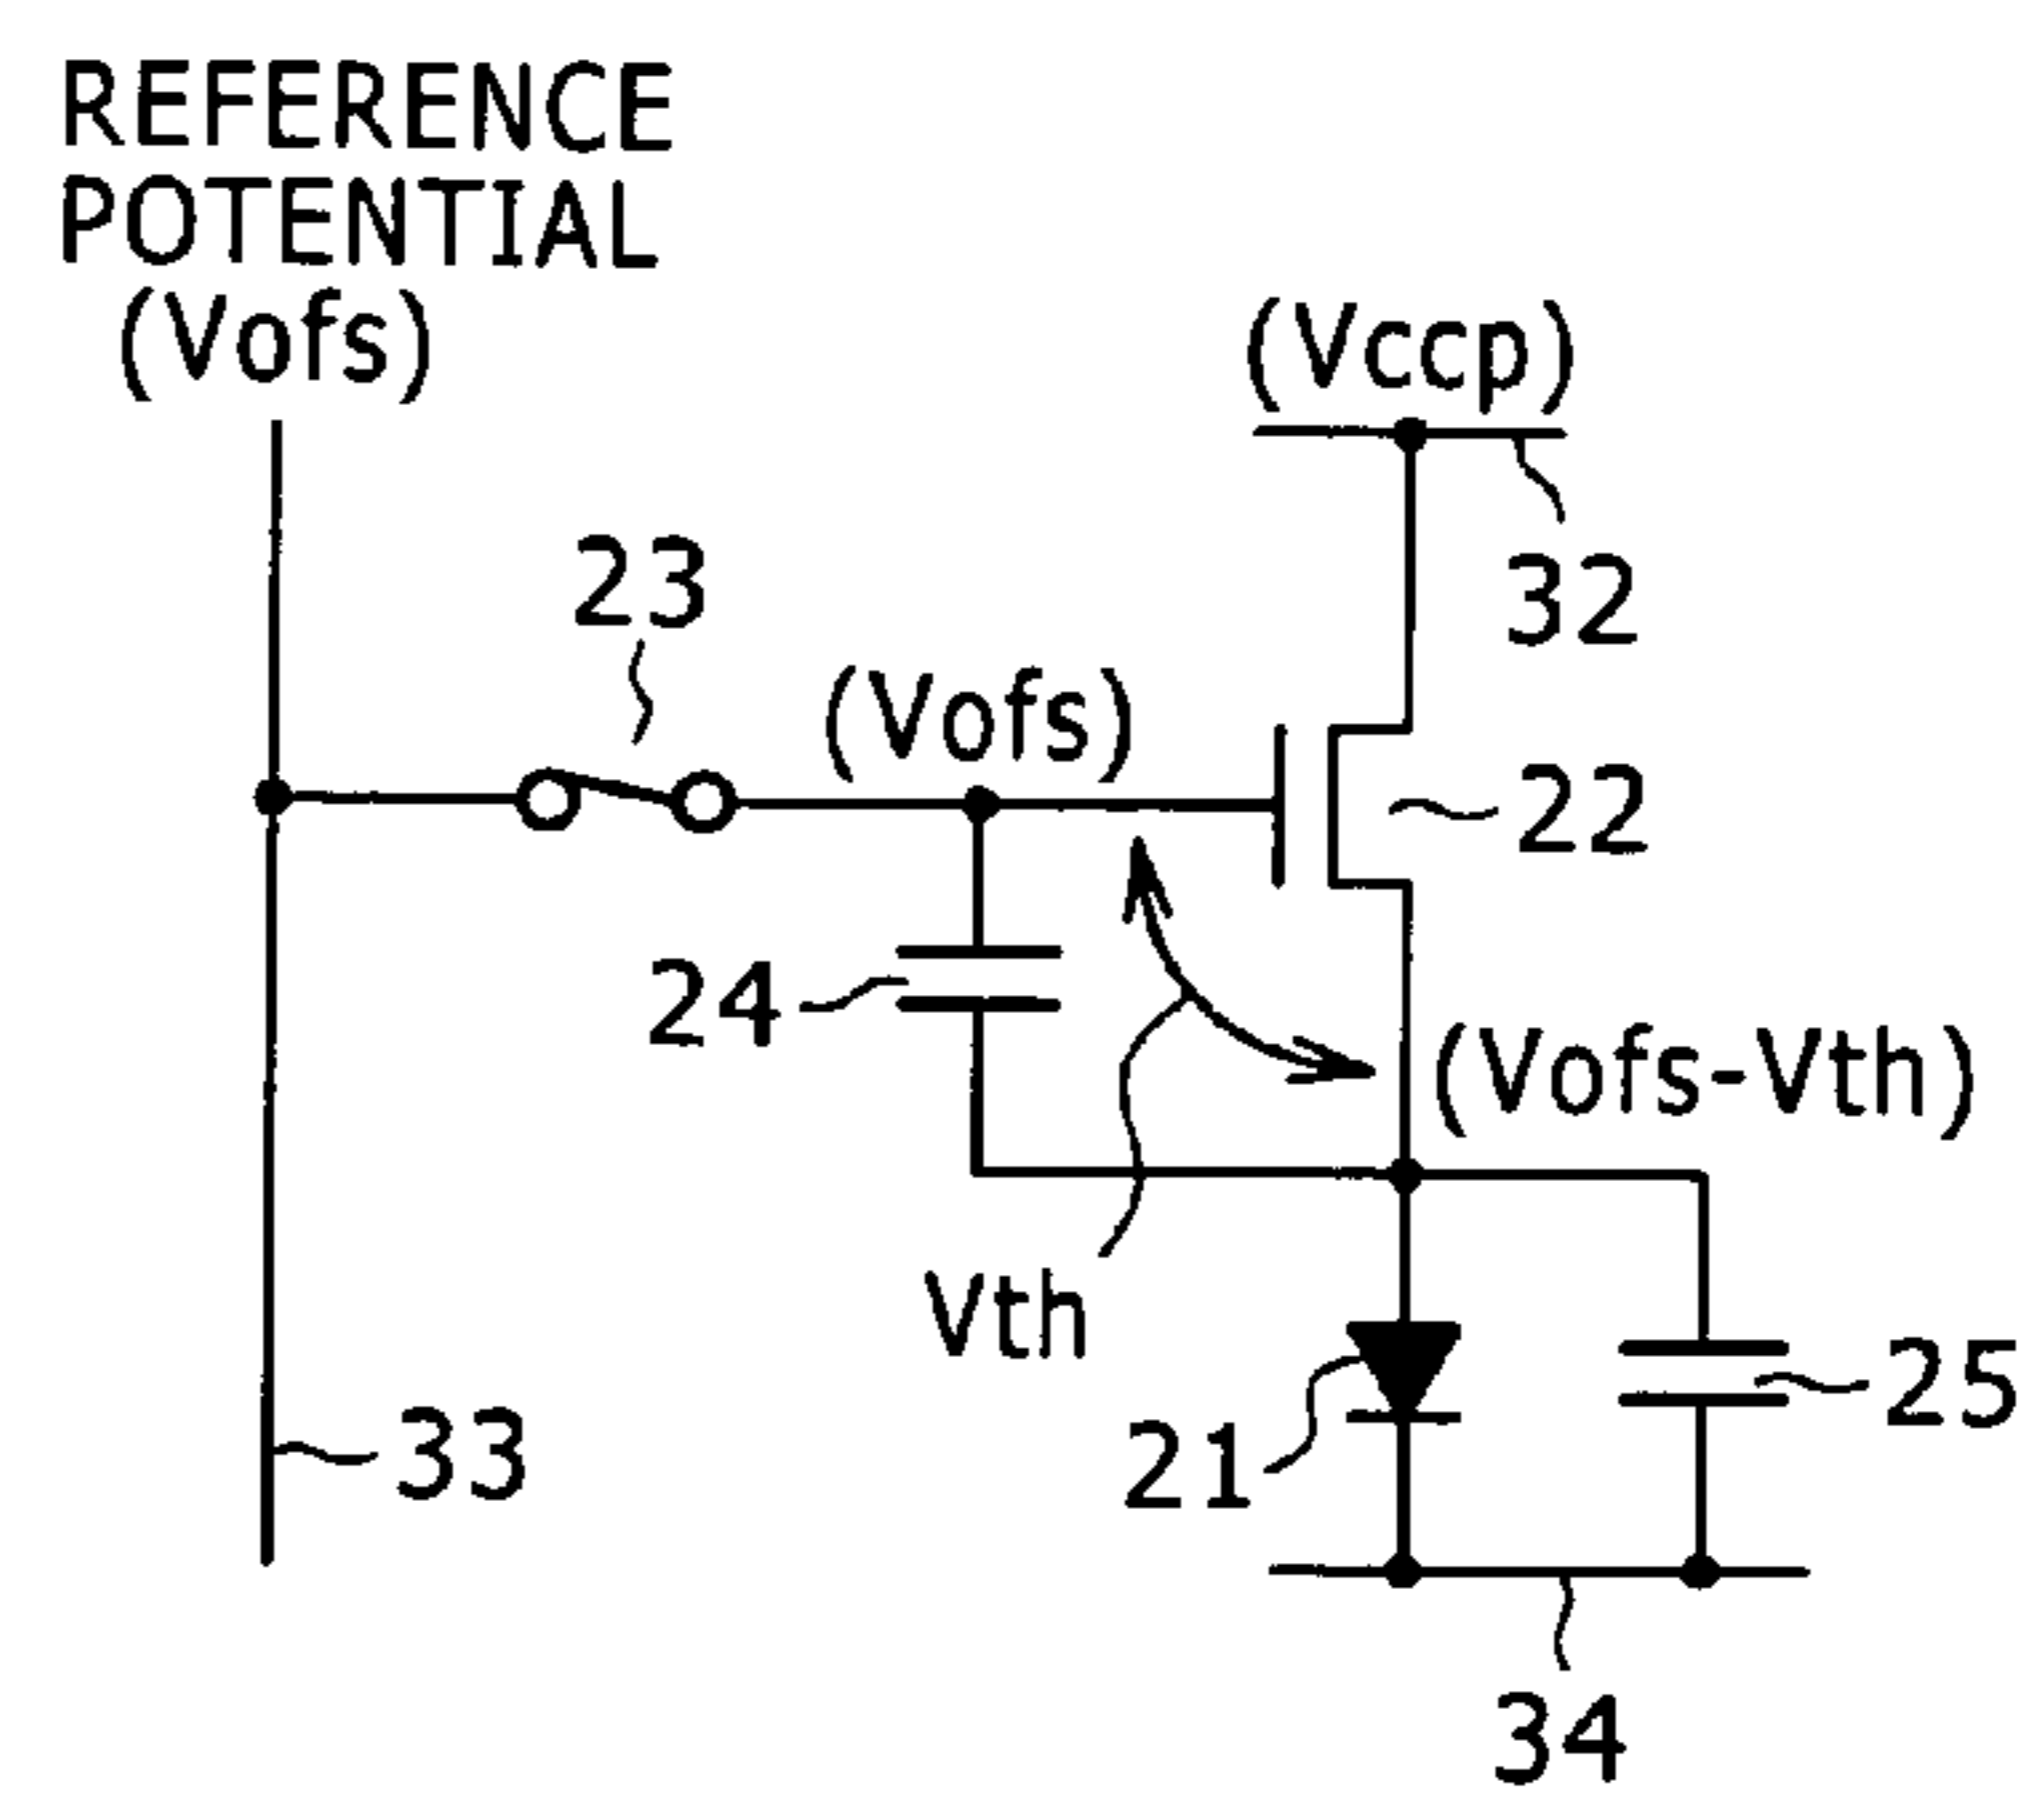 REFERENCE
POTENTIAL
(Vofs)
(Vccp)
32
23
(Vofs)
22
24
(Vofs-Vth)
Vth
33
21
25
34